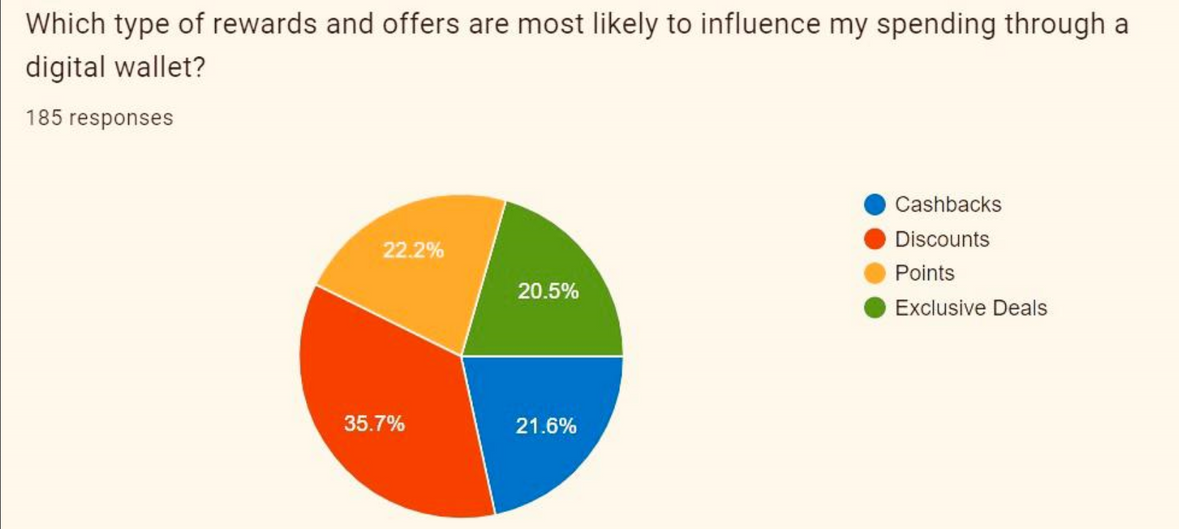 Which type of rewards and offers are most likely to influence my spending through a
digital wallet?
185 responses
22.2%
20.5%
35.7%
21.6%
Cashbacks
Discounts
Points
Exclusive Deals